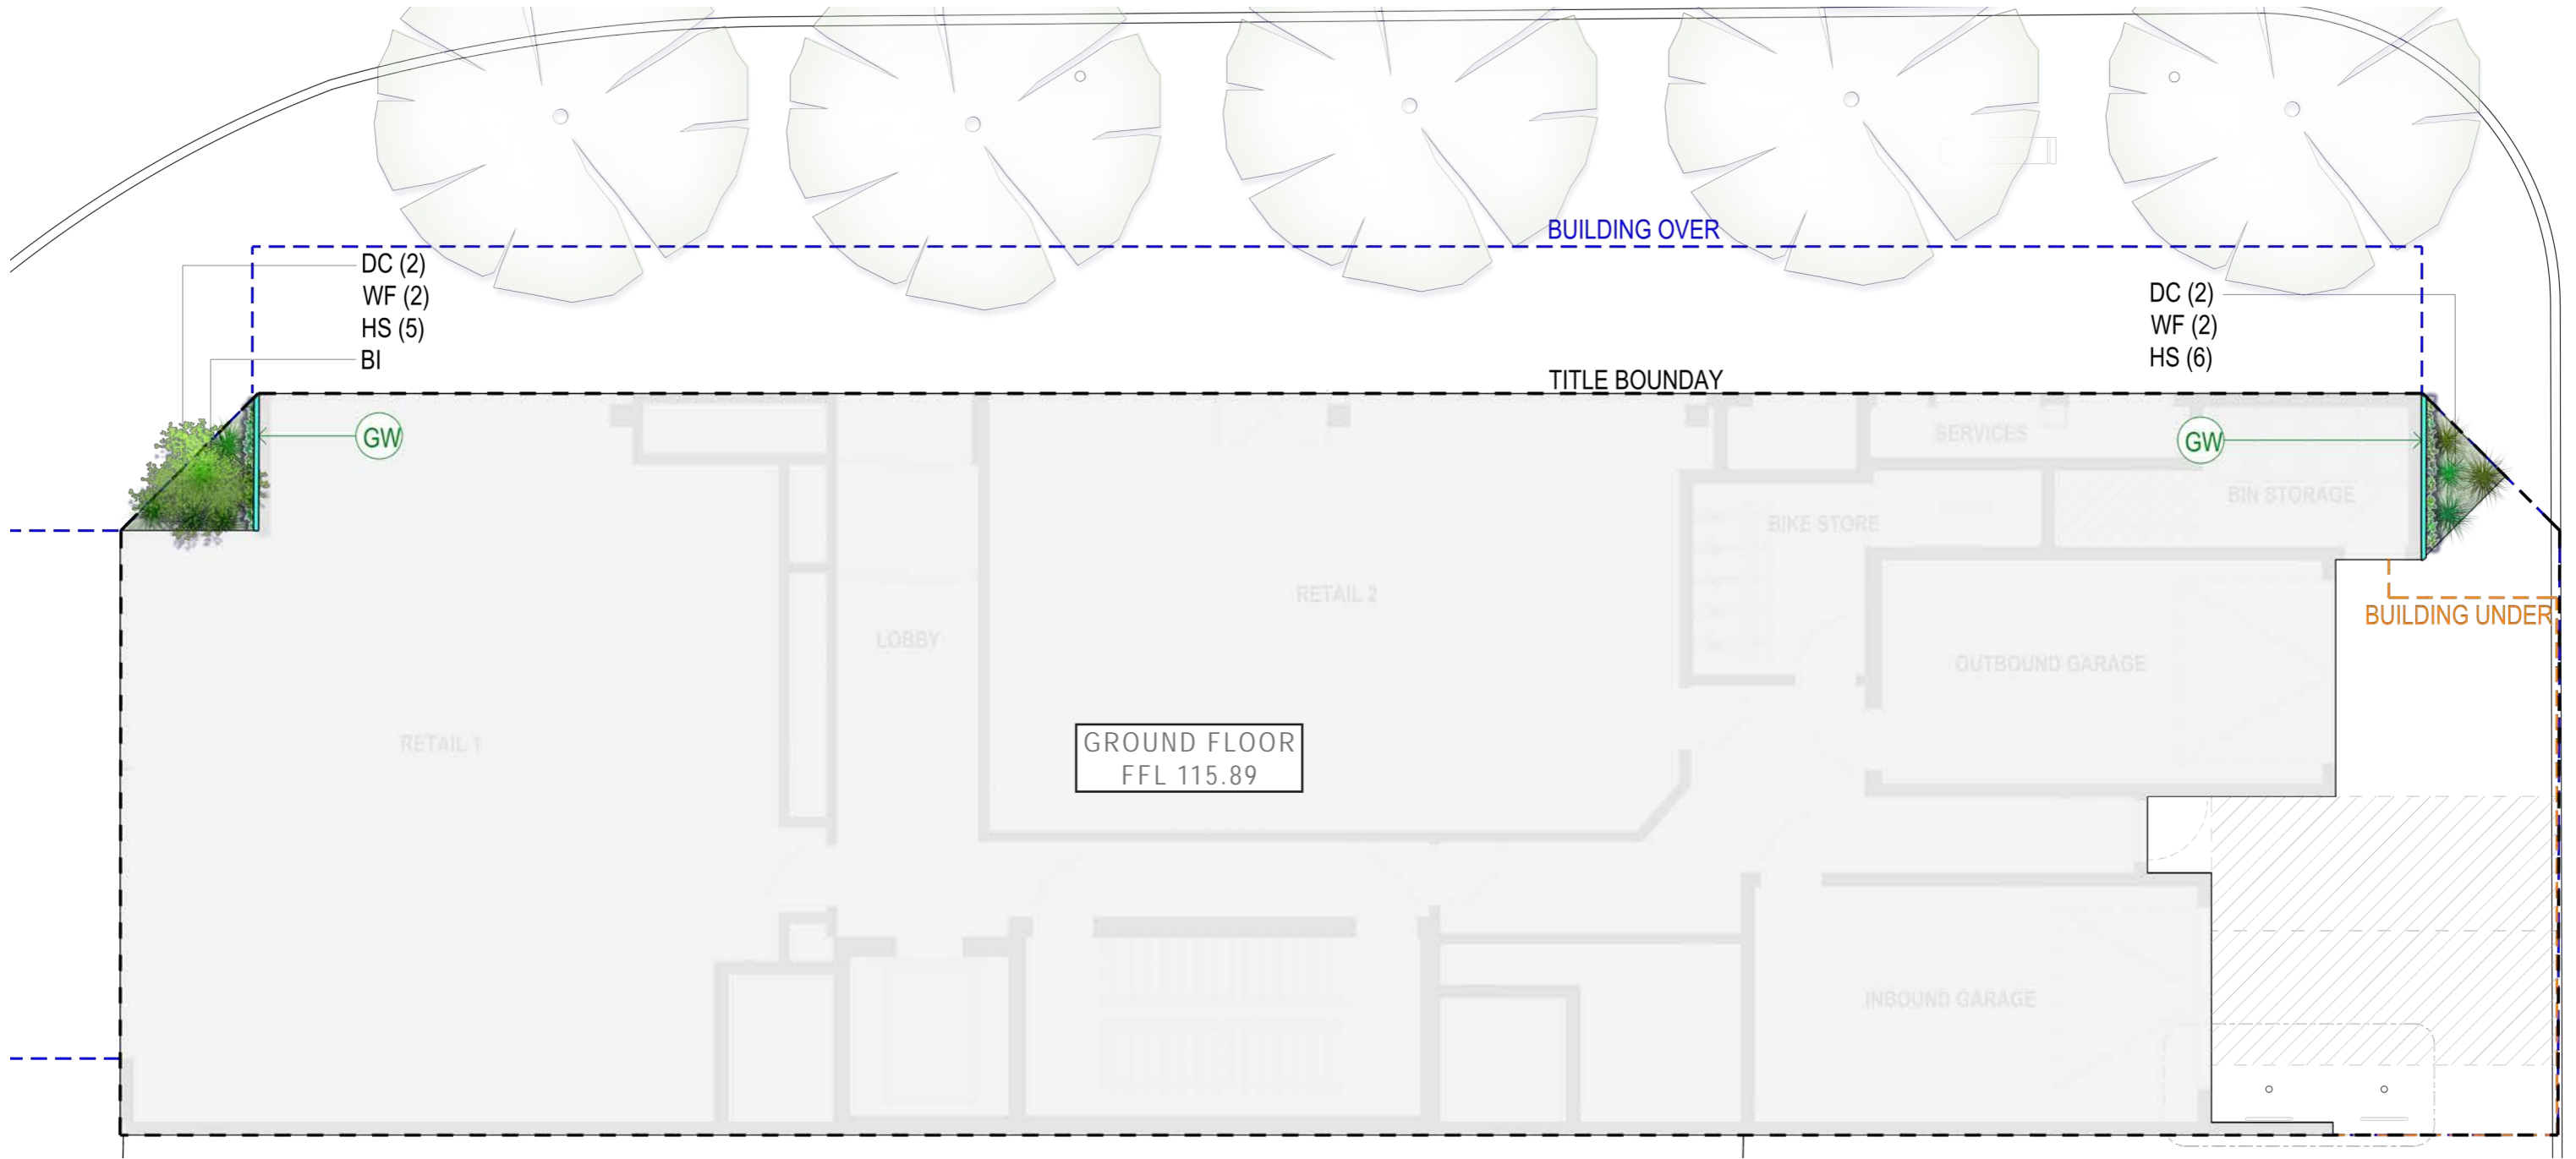 BUILDING OVER
DC (2)
WF (2)
HS (5)
BI
DC (2)
WF (2)
HS (6)
TITLE BOUNDAY
GW
GW
SERVICES
BIN STORAGE
BIKE STORE
RETAIL 2
BUILDING UNDER
LOBBY
OUTBOUND GARAGE
RETAIL 1
GROUND FLOOR
FFL 115.89
INBOUND GARAGE